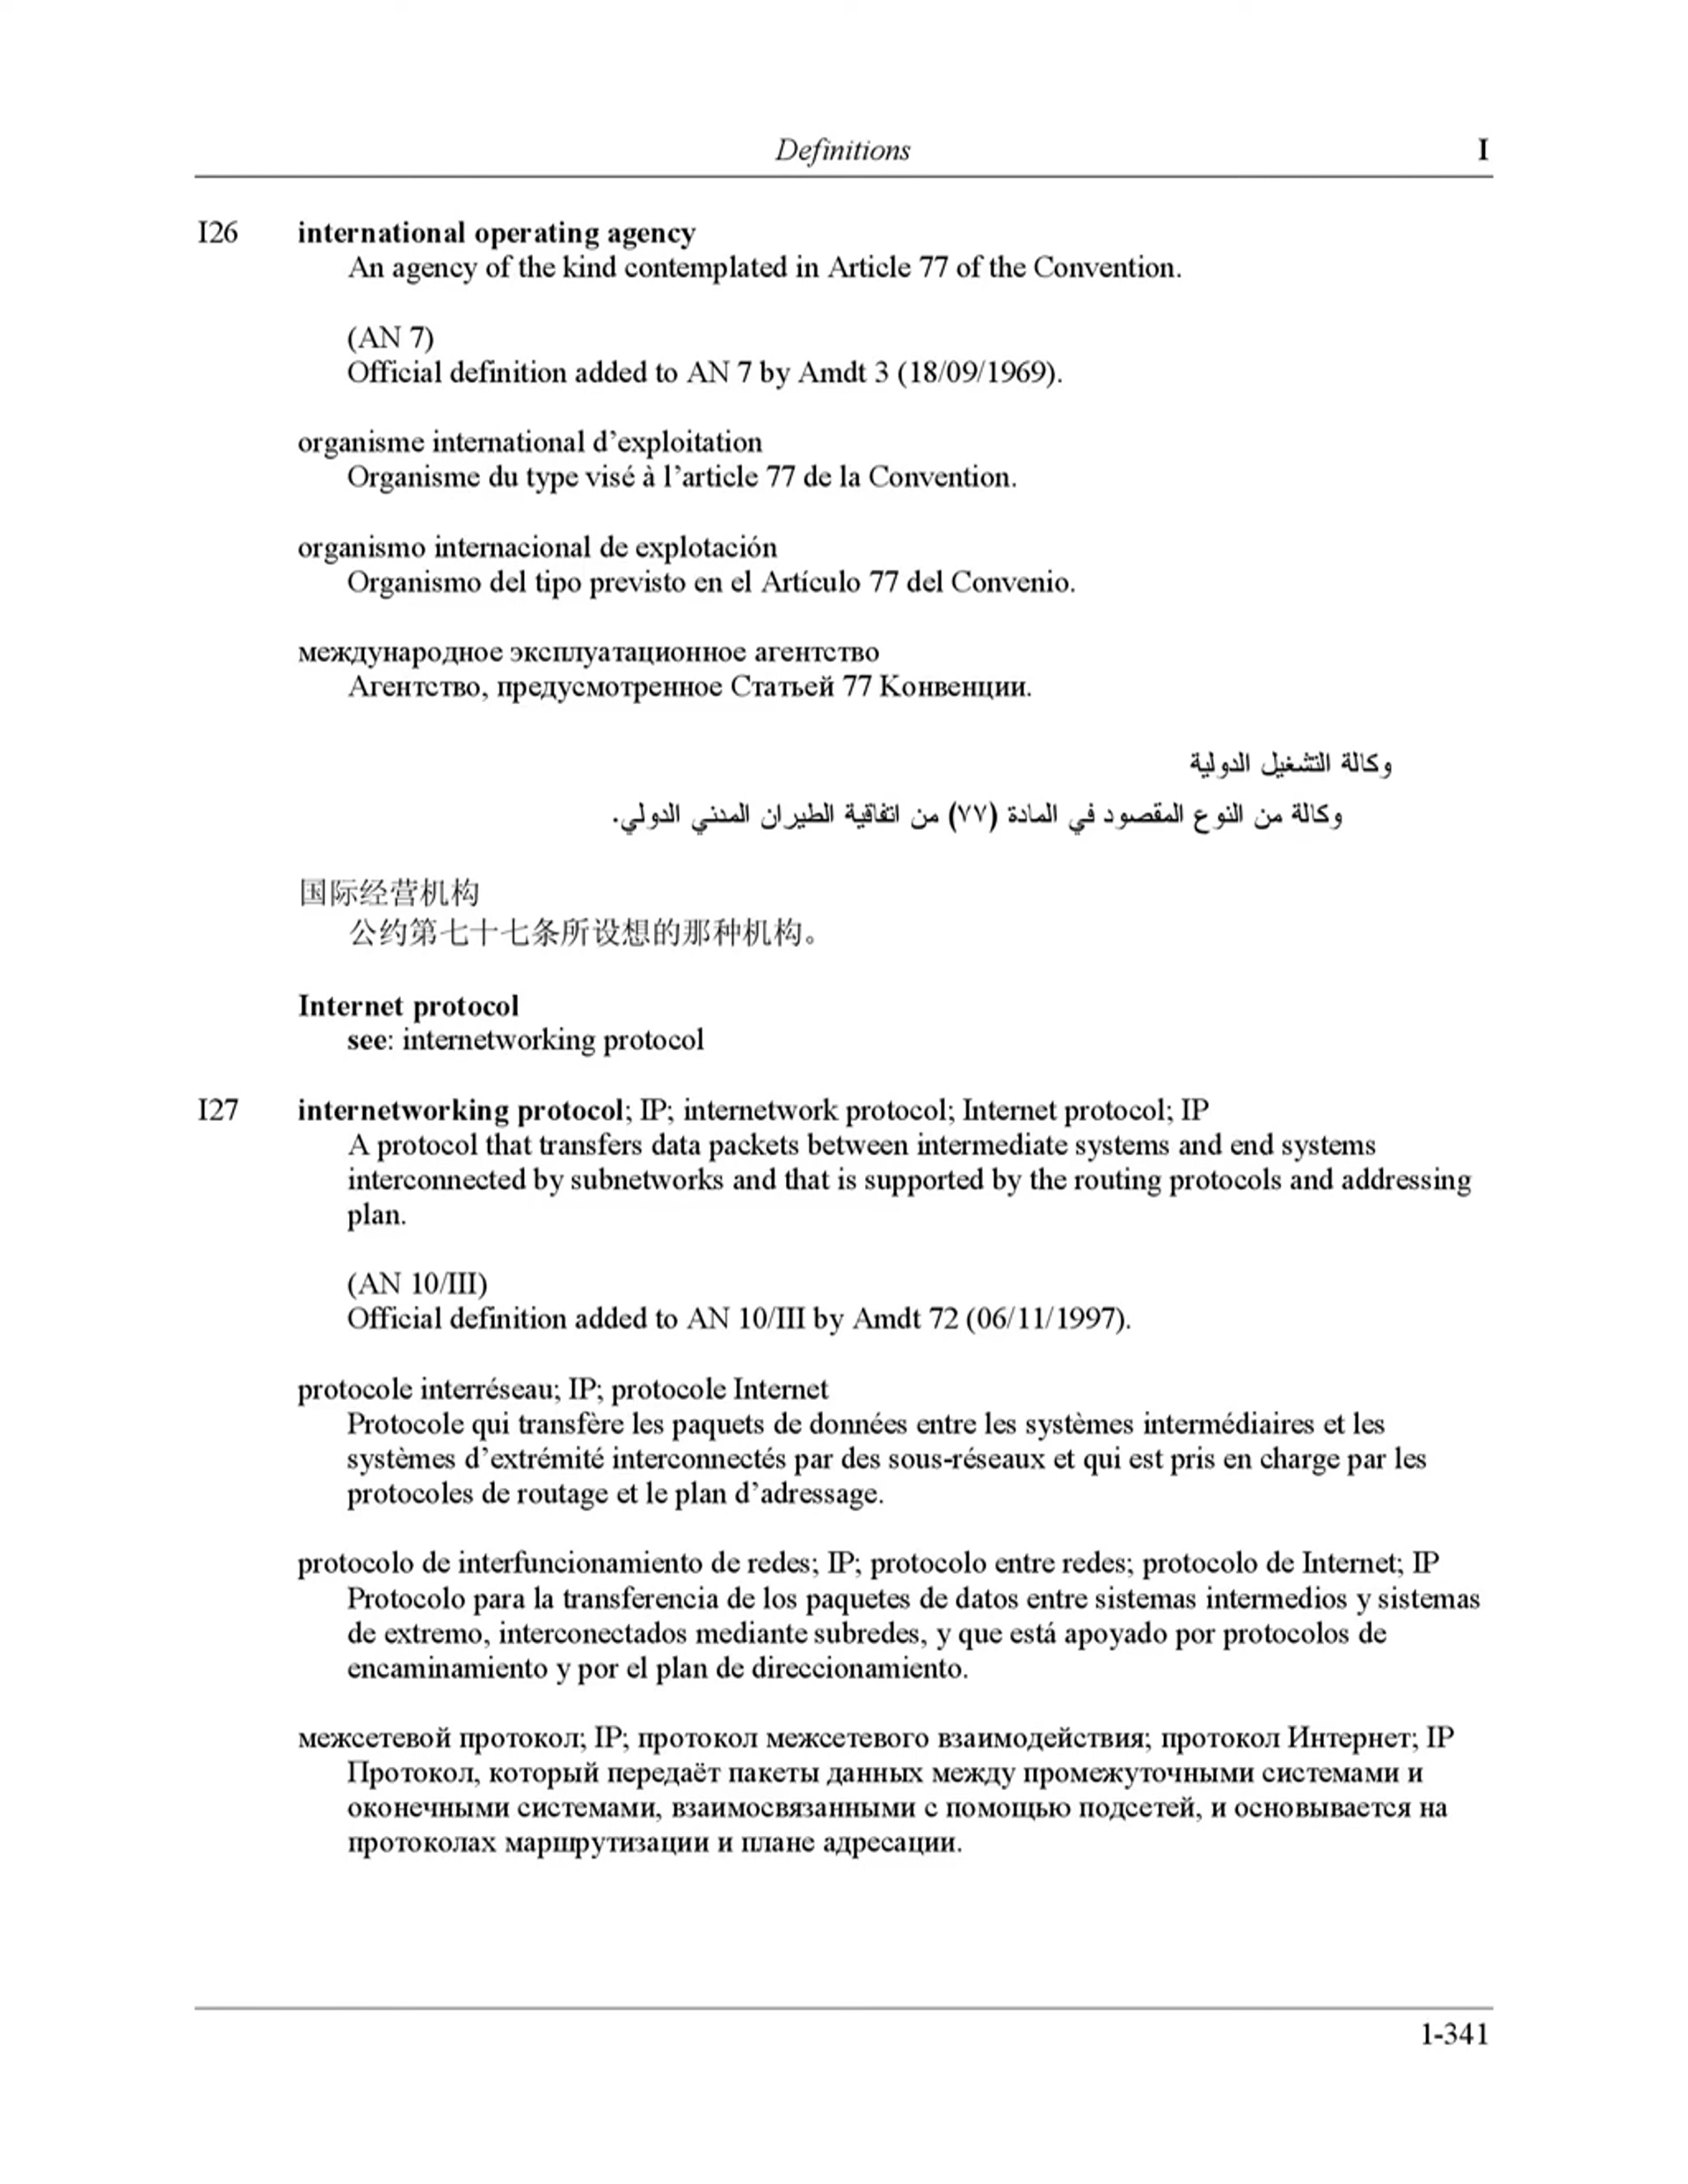 Definitions I
I26 international operating agency
An agency of the kind contemplated in Article 77 of the Convention.
(AN 7)
Official definition added to AN 7 by Amdt 3 (18/09/1969).
organisme international d’exploitation
Organisme du type visé à l’article 77 de la Convention.
organismo internacional de explotación
Organismo del tipo previsto en el Artículo 77 del Convenio.
международное эксплуатационное агентство
Агентство, предусмотренное Статьей 77 Конвенции.
وكالة التشغيل الدولية
وكالة من النوع المقصود في المادة (٧٧) من اتفاقية الطيران المدني الدولي.
国际经营机构
公约第七十七条所设想的那种机构。
Internet protocol
see: internetworking protocol
I27 internetworking protocol; IP; internetwork protocol; Internet protocol; IP
A protocol that transfers data packets between intermediate systems and end systems
interconnected by subnetworks and that is supported by the routing protocols and addressing
plan.
(AN 10/III)
Official definition added to AN 10/III by Amdt 72 (06/11/1997).
protocole interréseau; IP; protocole Internet
Protocole qui transfère les paquets de données entre les systèmes intermédiaires et les
systèmes d’extrémité interconnectés par des sous-réseaux et qui est pris en charge par les
protocoles de routage et le plan d’adressage.
protocolo de interfuncionamiento de redes; IP; protocolo entre redes; protocolo de Internet; IP
Protocolo para la transferencia de los paquetes de datos entre sistemas intermedios y sistemas
de extremo, interconectados mediante subredes, y que está apoyado por protocolos de
encaminamiento y por el plan de direccionamiento.
межсетевой протокол; IP; протокол межсетевого взаимодействия; протокол Интернет; IP
Протокол, который передаёт пакеты данных между промежуточными системами и
оконечными системами, взаимосвязанными с помощью подсетей, и основывается на
протоколах маршрутизации и плане адресации.
1-341